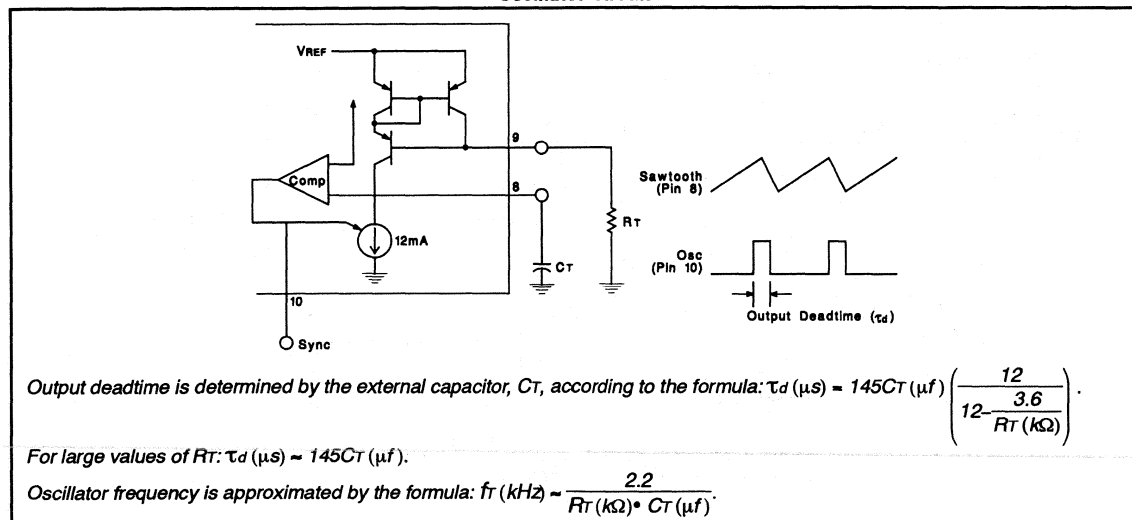 VREF
Comp
12mA
9
8
10
Sync
RT
CT
Sawtooth
(Pin 8)
Osc
(Pin 10)
Output Deadtime (τd)
Output deadtime is determined by the external capacitor, CT, according to the formula: τd (μs) = 145CT (μf) (12 / (12 – 3.6 / RT (kΩ))).
For large values of RT: τd (μs) ≈ 145CT (μf).
Oscillator frequency is approximated by the formula: fT (kHz) ≈ 2.2 / (RT (kΩ) • CT (μf)).